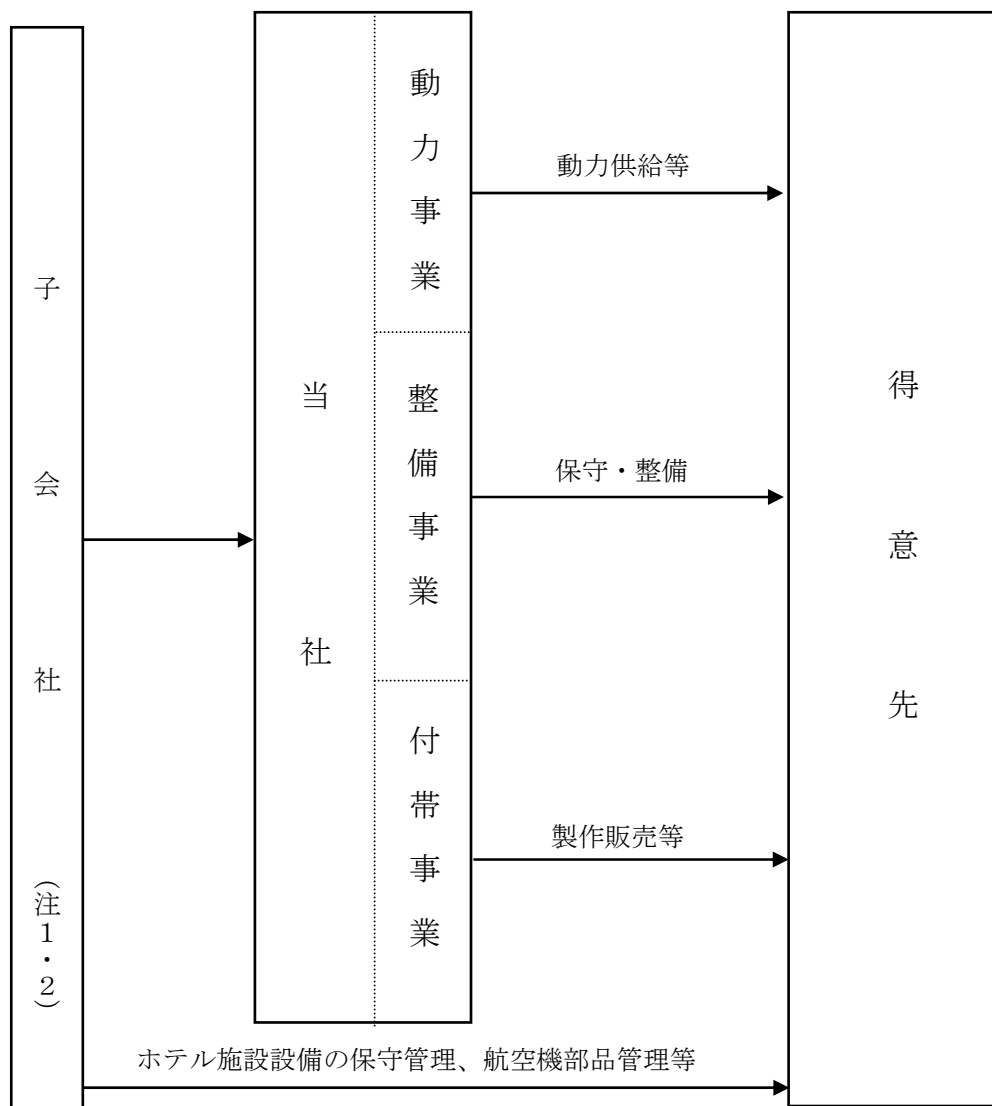 子会社(注1・2)
当社
動力事業
整備事業
付帯事業
動力供給等
保守・整備
製作販売等
ホテル施設設備の保守管理、航空機部品管理等
得意先